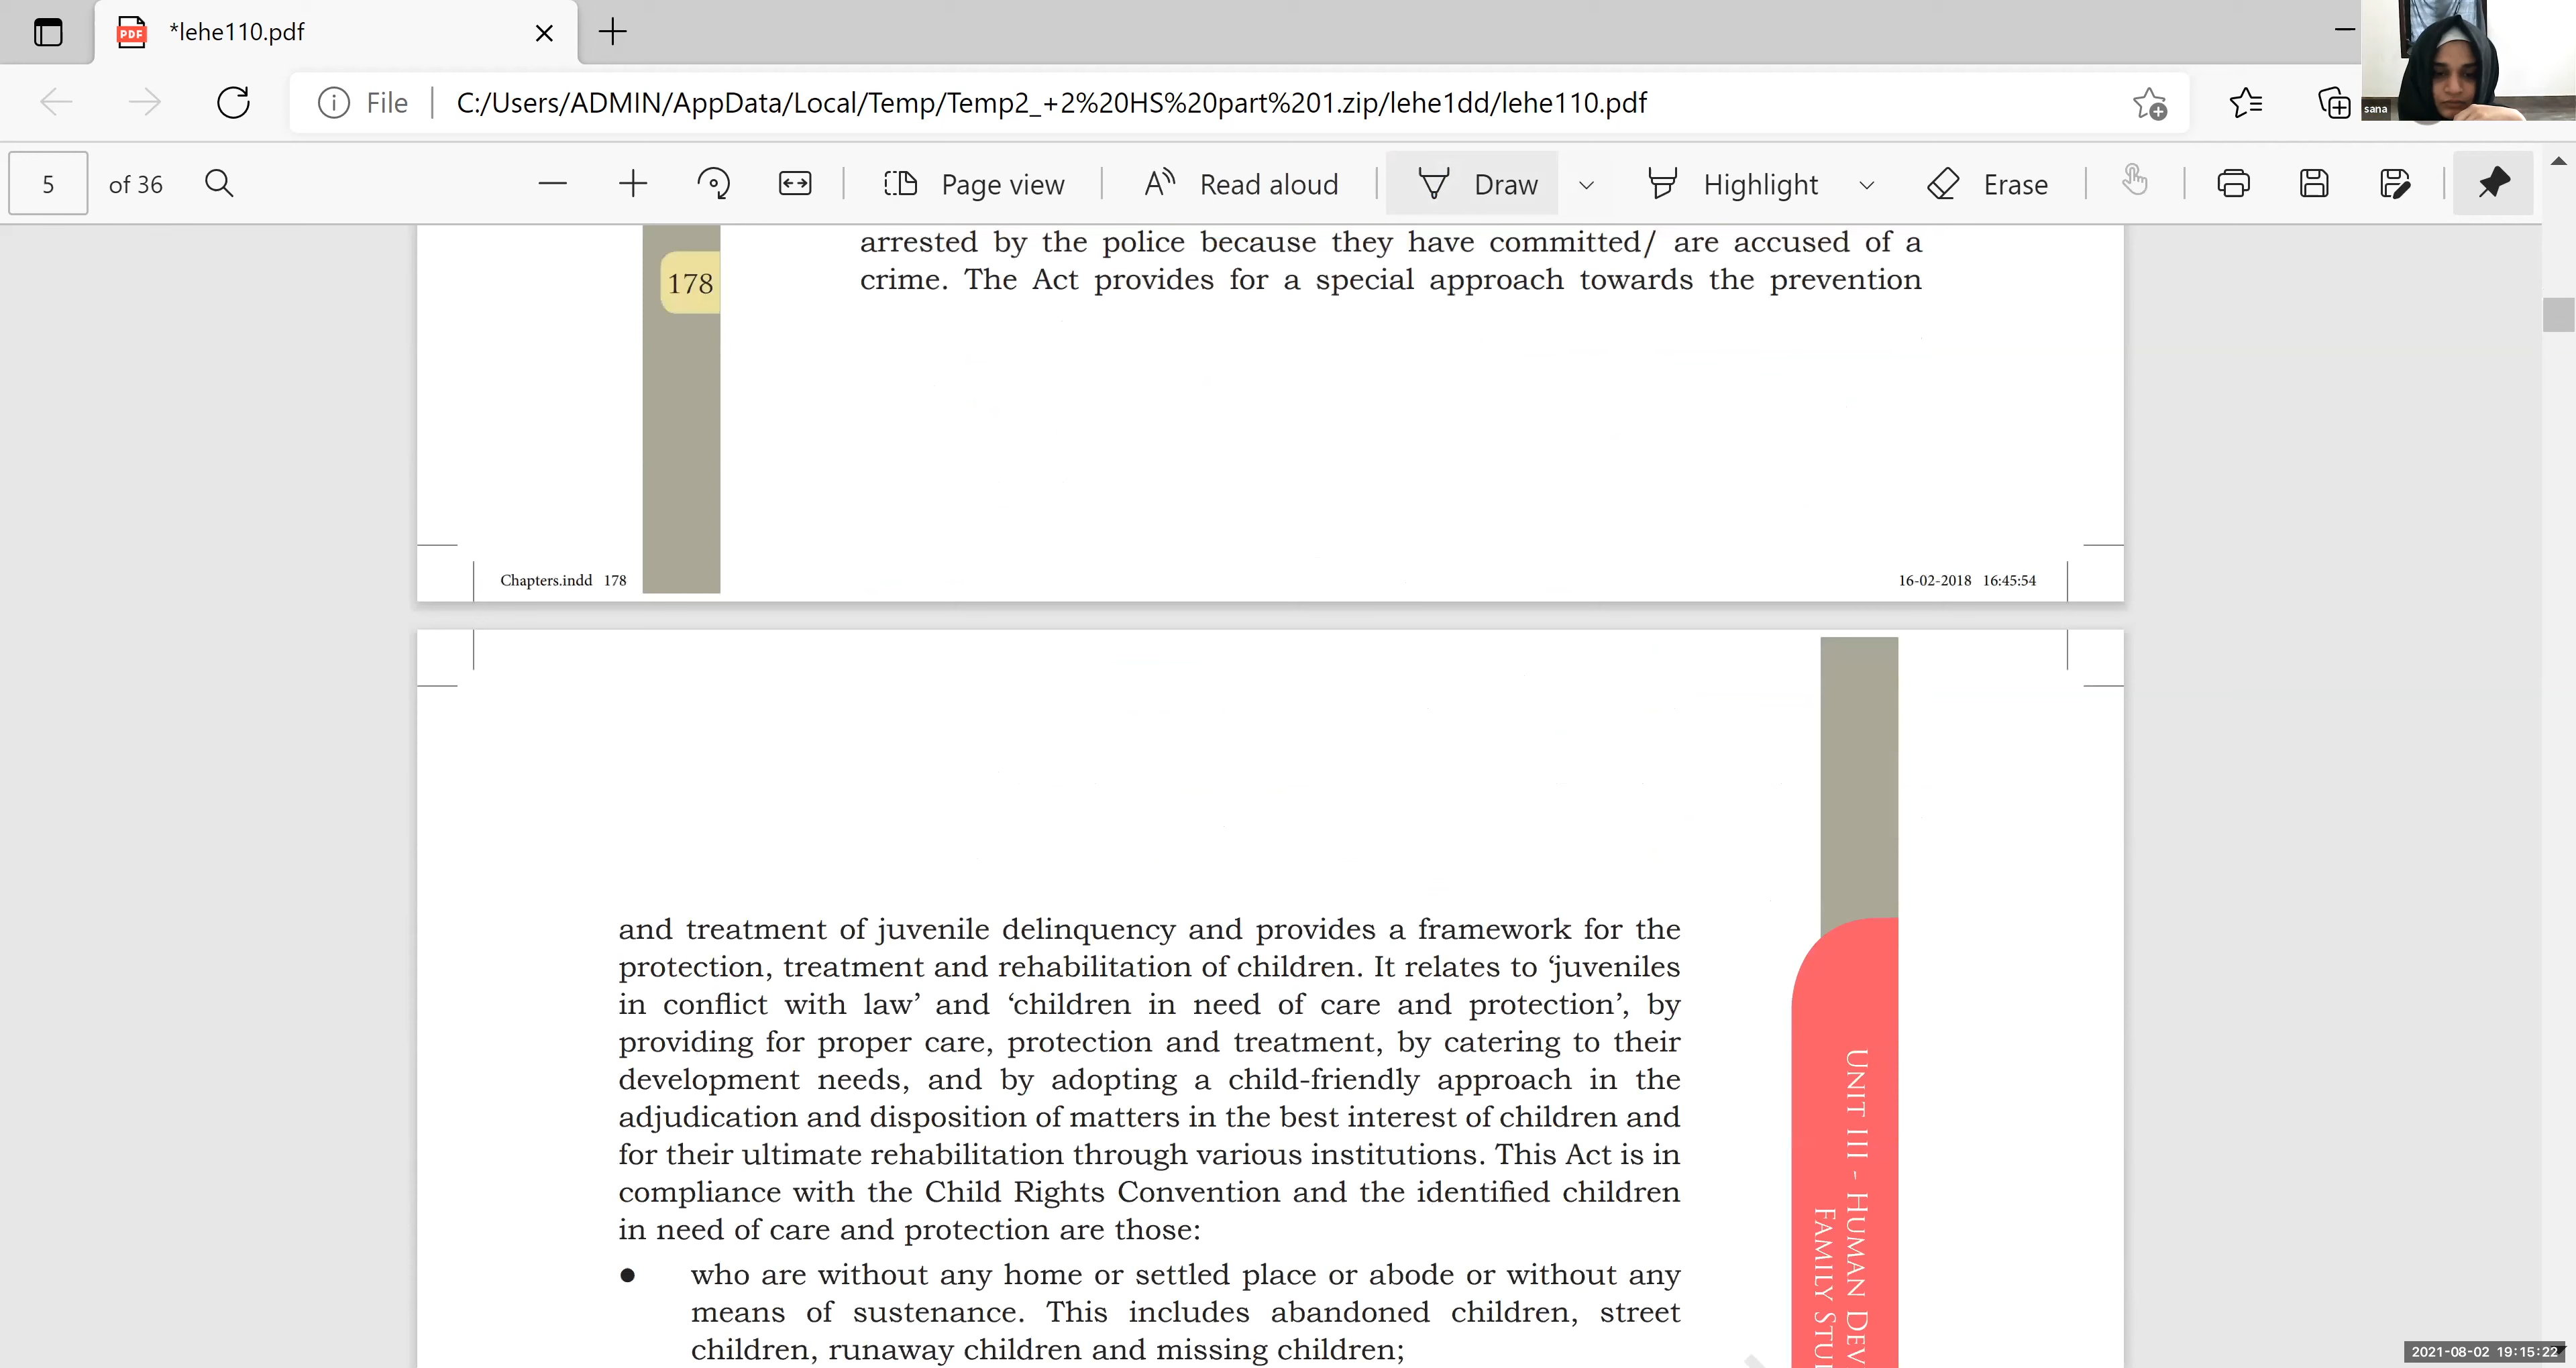 PDF *lehe110.pdf
File C:/Users/ADMIN/AppData/Local/Temp/Temp2_+2%20HS%20part%201.zip/lehe1dd/lehe110.pdf
sana
5 of 36 Page view Read aloud Draw Highlight Erase
arrested by the police because they have committed/ are accused of a
178
crime. The Act provides for a special approach towards the prevention
Chapters.indd 178
16-02-2018 16:45:54
and treatment of juvenile delinquency and provides a framework for the
protection, treatment and rehabilitation of children. It relates to ‘juveniles
in conflict with law’ and ‘children in need of care and protection’, by
providing for proper care, protection and treatment, by catering to their
development needs, and by adopting a child-friendly approach in the
adjudication and disposition of matters in the best interest of children and
for their ultimate rehabilitation through various institutions. This Act is in
compliance with the Child Rights Convention and the identified children
in need of care and protection are those:
● who are without any home or settled place or abode or without any
means of sustenance. This includes abandoned children, street
children, runaway children and missing children;
UNIT III - HUMAN DEV
FAMILY STU
2021-08-02 19:15:22